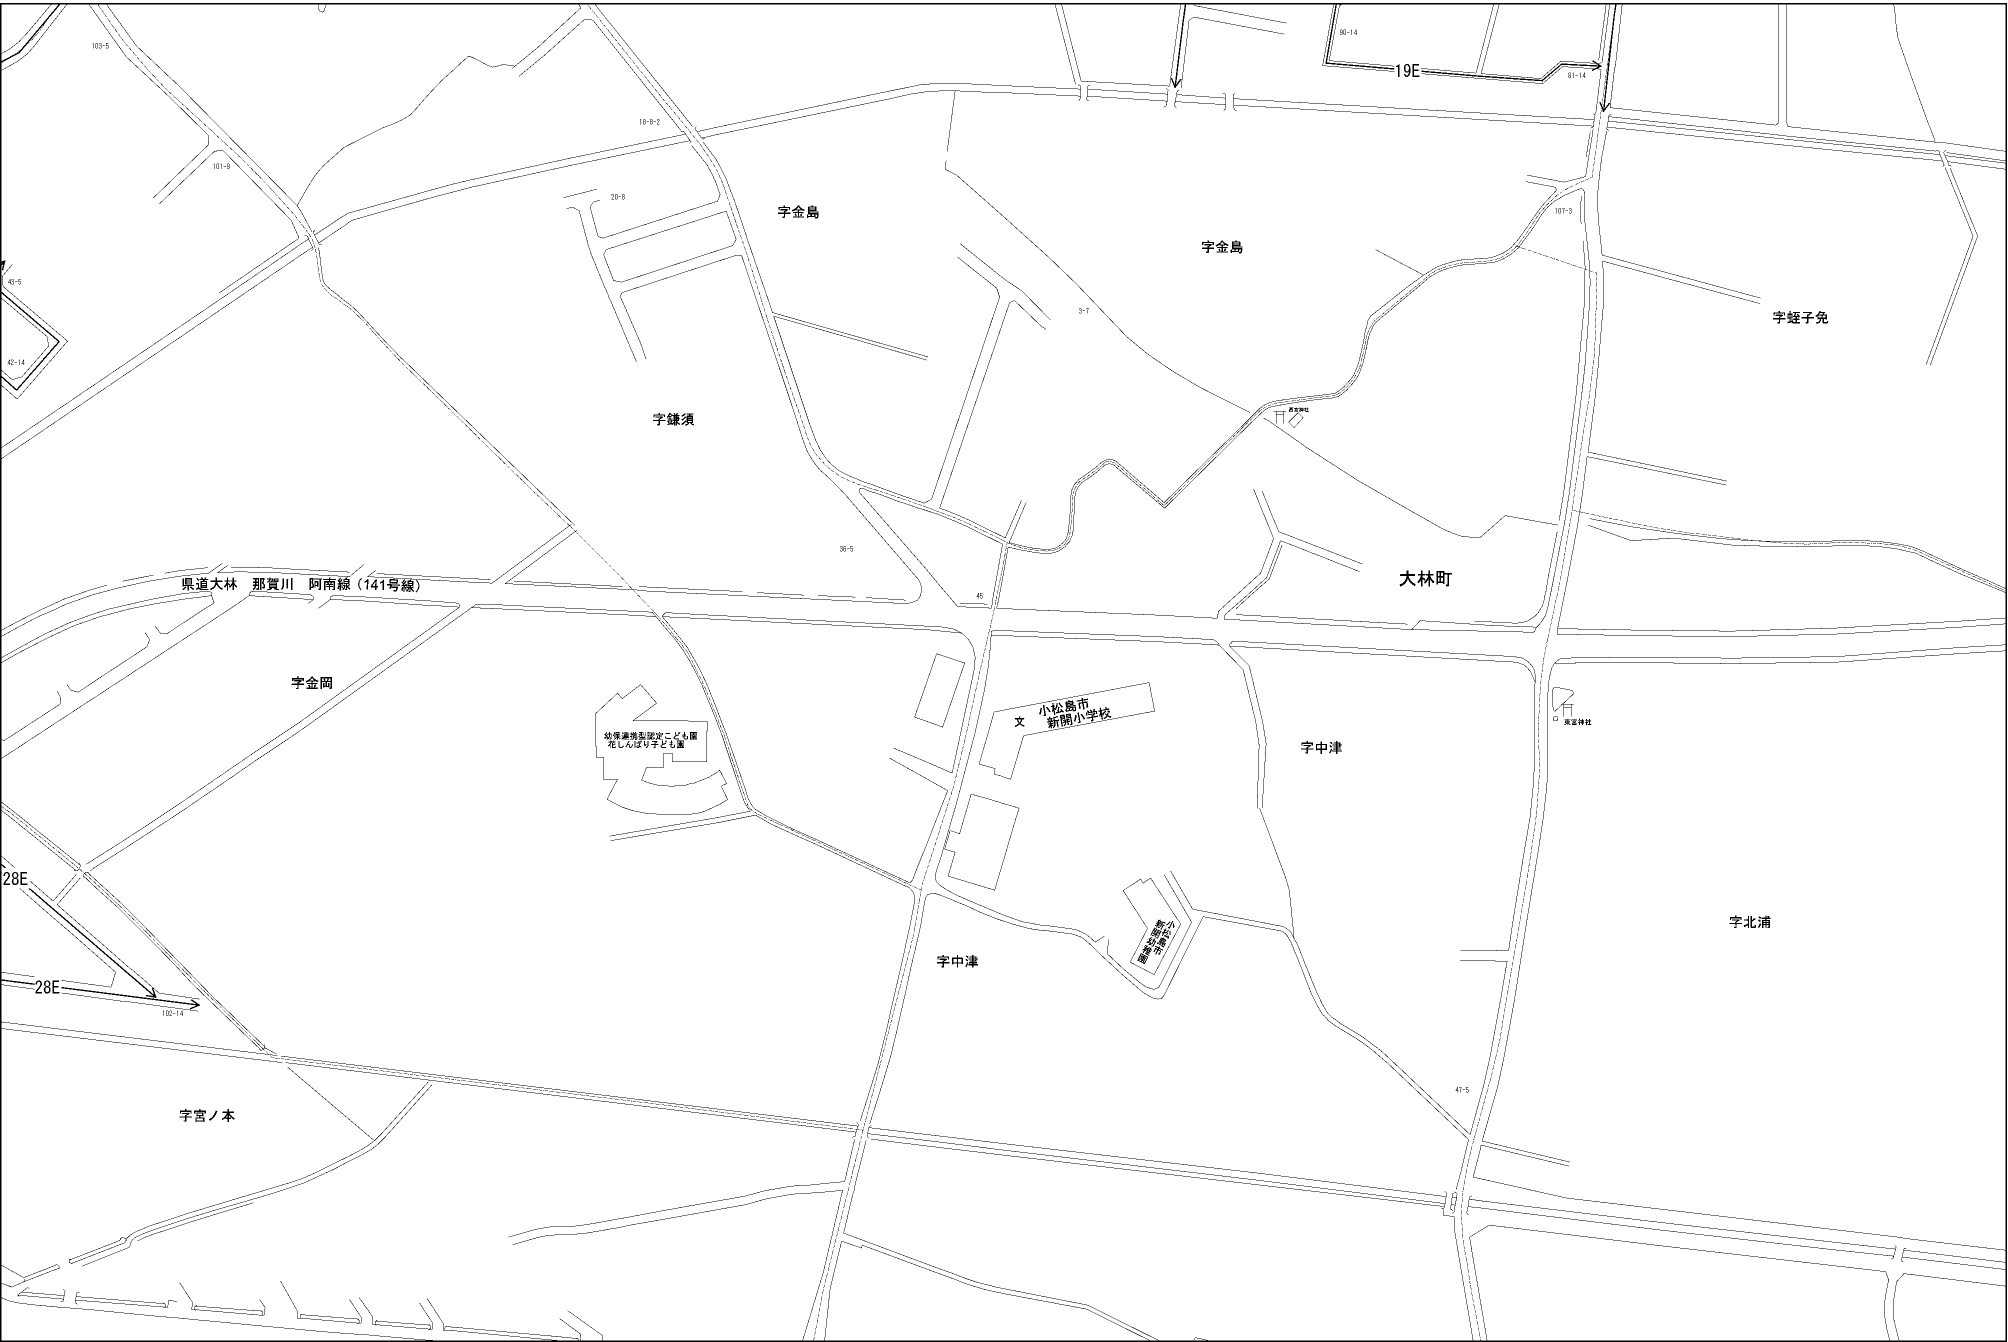 103-5
90-14
19E
81-14
18-8-2
101-9
20-8
字金島
107-3
字金島
43-5
3-7
字蛭子免
42-14
西宮神社
字鎌須
36-5
大林町
県道大林　那賀川　阿南線（141号線）
45
字金岡
小松島市
文　新開小学校
東宮神社
幼保連携型認定こども園
花しんばり子ども園
字中津
28E
小松島市
新開幼稚園
字北浦
字中津
28E
102-14
47-5
字宮ノ本